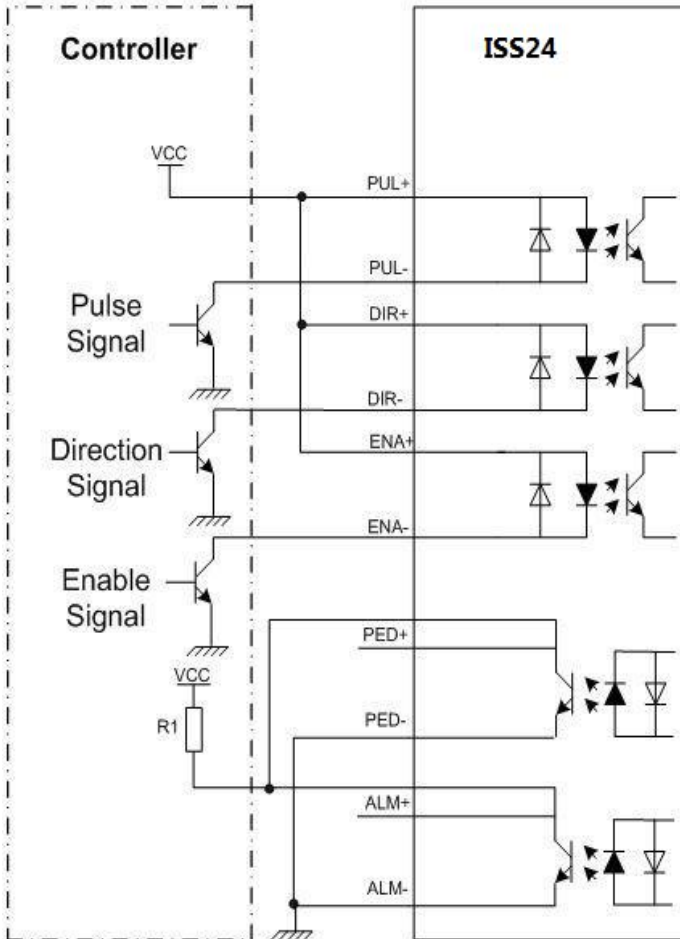 Controller
ISS24
VCC
PUL+
PUL-
Pulse
Signal
DIR+
DIR-
Direction
Signal
ENA+
ENA-
Enable
Signal
PED+
VCC
R1
PED-
ALM+
ALM-